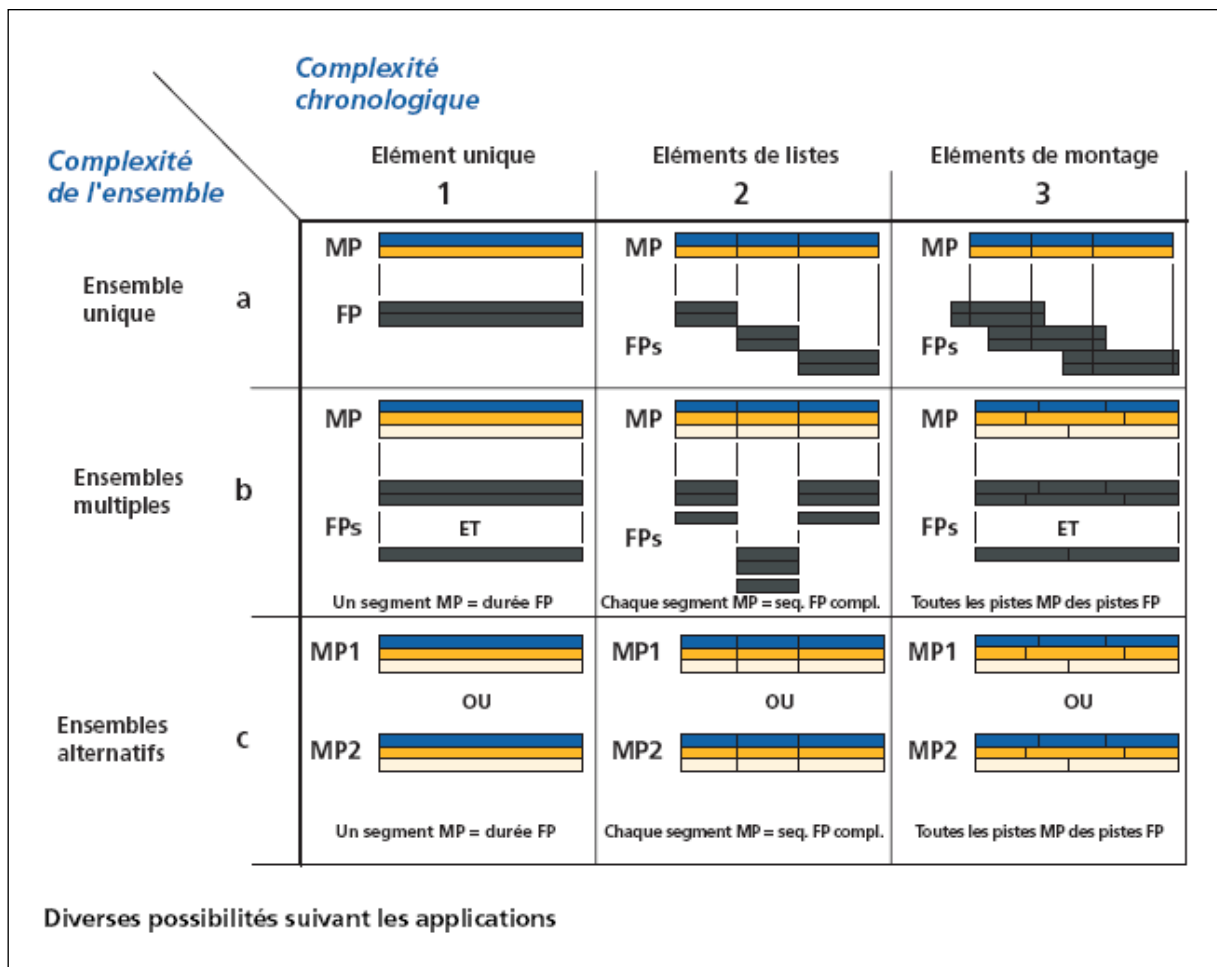 Complexité
chronologique
Complexité
de l'ensemble
Elément unique
1
Eléments de listes
2
Eléments de montage
3
Ensemble
unique
a
MP
FP
MP
FPs
MP
FPs
Ensembles
multiples
b
MP
FPs
ET
Un segment MP = durée FP
MP
FPs
Chaque segment MP = seq. FP compl.
MP
FPs
ET
Toutes les pistes MP des pistes FP
Ensembles
alternatifs
c
MP1
OU
MP2
Un segment MP = durée FP
MP1
OU
MP2
Chaque segment MP = seq. FP compl.
MP1
OU
MP2
Toutes les pistes MP des pistes FP
Diverses possibilités suivant les applications